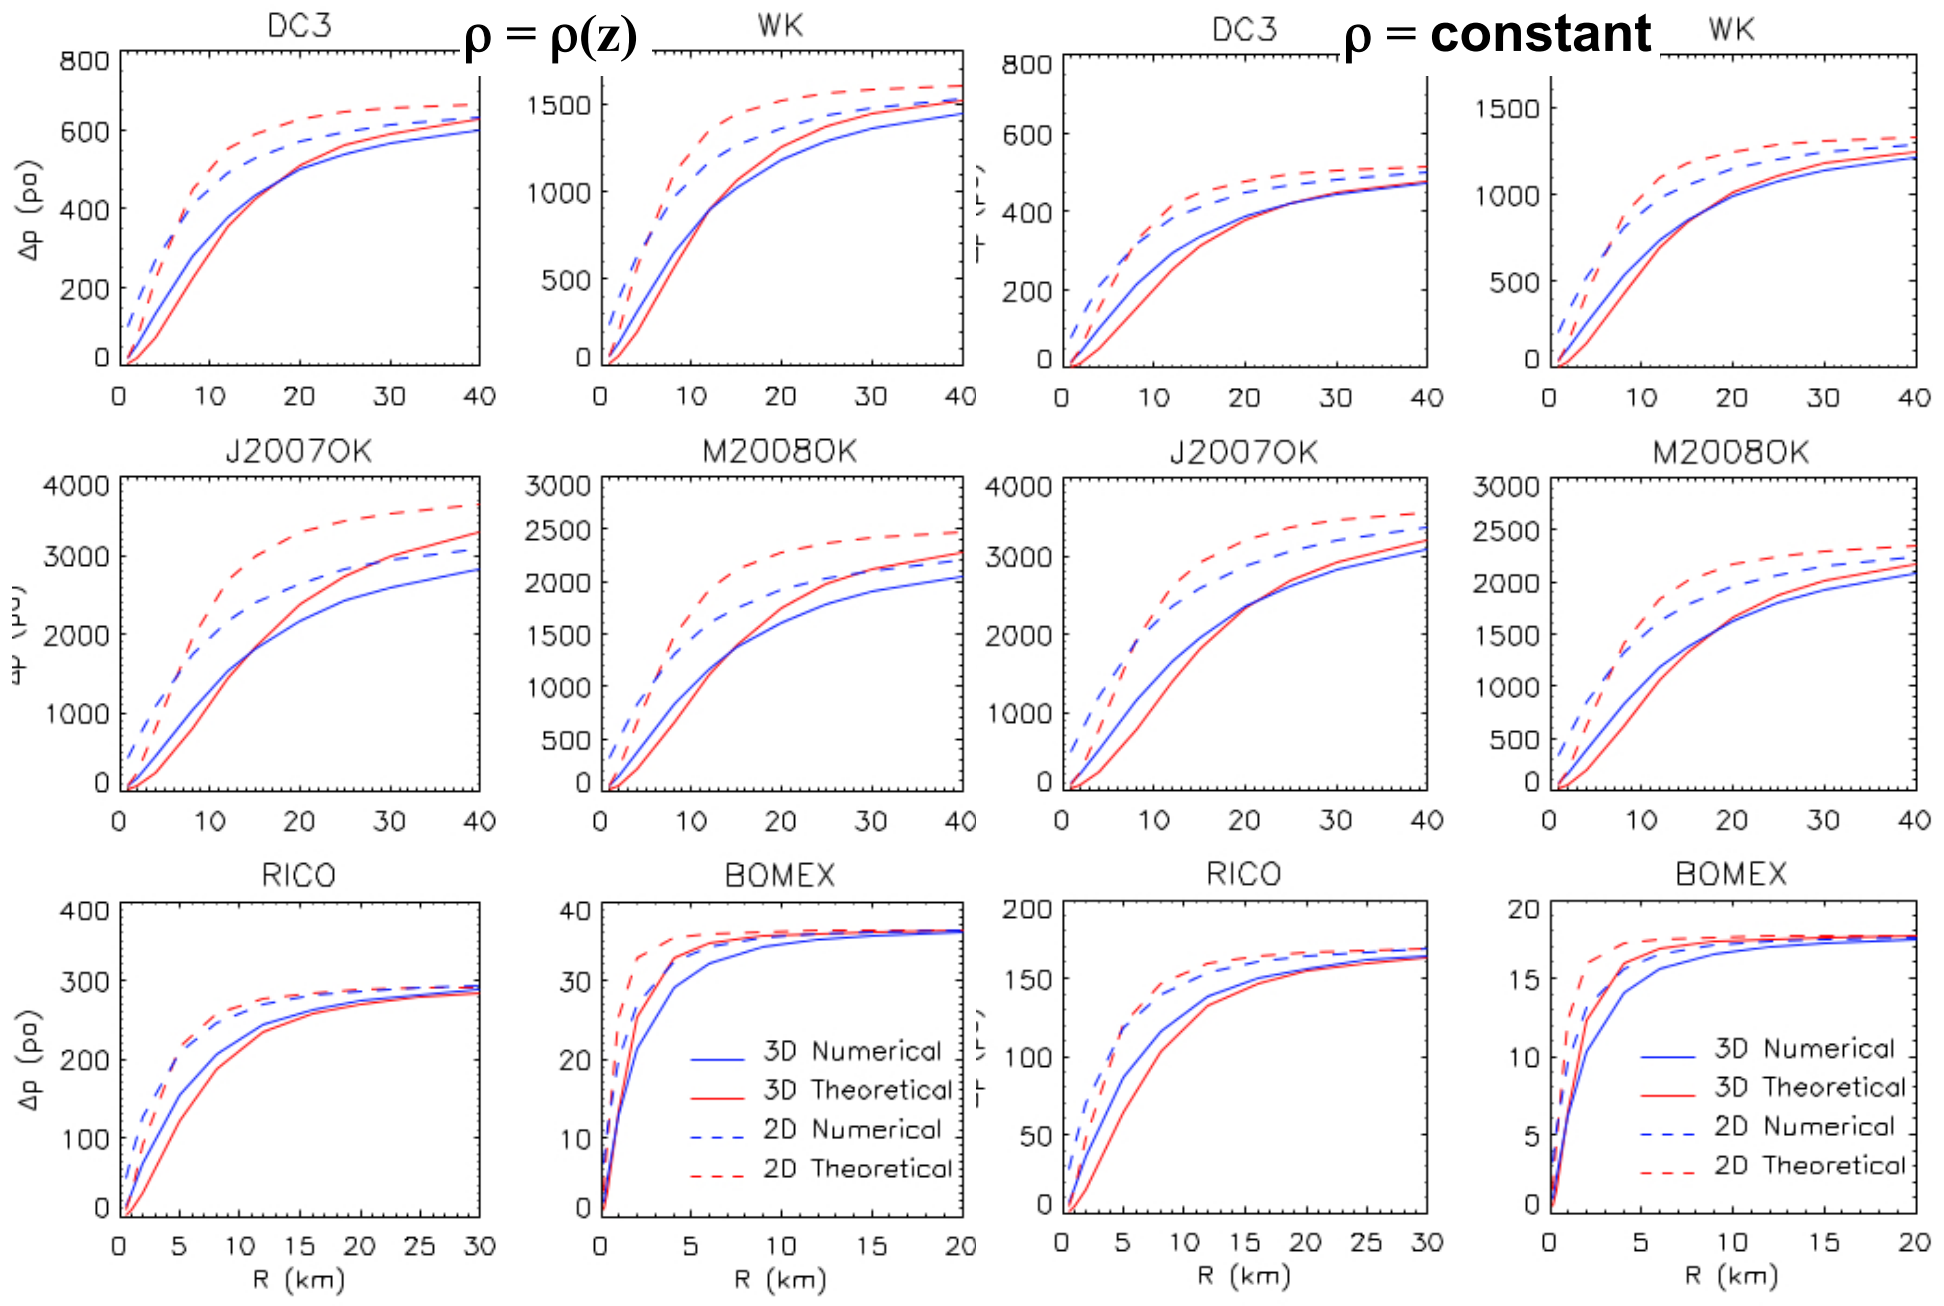 ρ = ρ(z)
ρ = constant
DC3
WK
DC3
WK
Δp (pa)
800
600
400
200
0
0 10 20 30 40
1500
1000
500
0
0 10 20 30 40
800
600
400
200
0
0 10 20 30 40
1500
1000
500
0
0 10 20 30 40
J2007OK
M2008OK
J2007OK
M2008OK
4000
3000
2000
1000
0
0 10 20 30 40
3000
2500
2000
1500
1000
500
0
0 10 20 30 40
4000
3000
2000
1000
0
0 10 20 30 40
3000
2500
2000
1500
1000
500
0
0 10 20 30 40
RICO
BOMEX
RICO
BOMEX
Δp (pa)
400
300
200
100
0
0 5 10 15 20 25 30
R (km)
40
30
20
10
0
3D Numerical
3D Theoretical
2D Numerical
2D Theoretical
0 5 10 15 20
R (km)
200
150
100
50
0
0 5 10 15 20 25 30
R (km)
20
15
10
5
0
3D Numerical
3D Theoretical
2D Numerical
2D Theoretical
0 5 10 15 20
R (km)